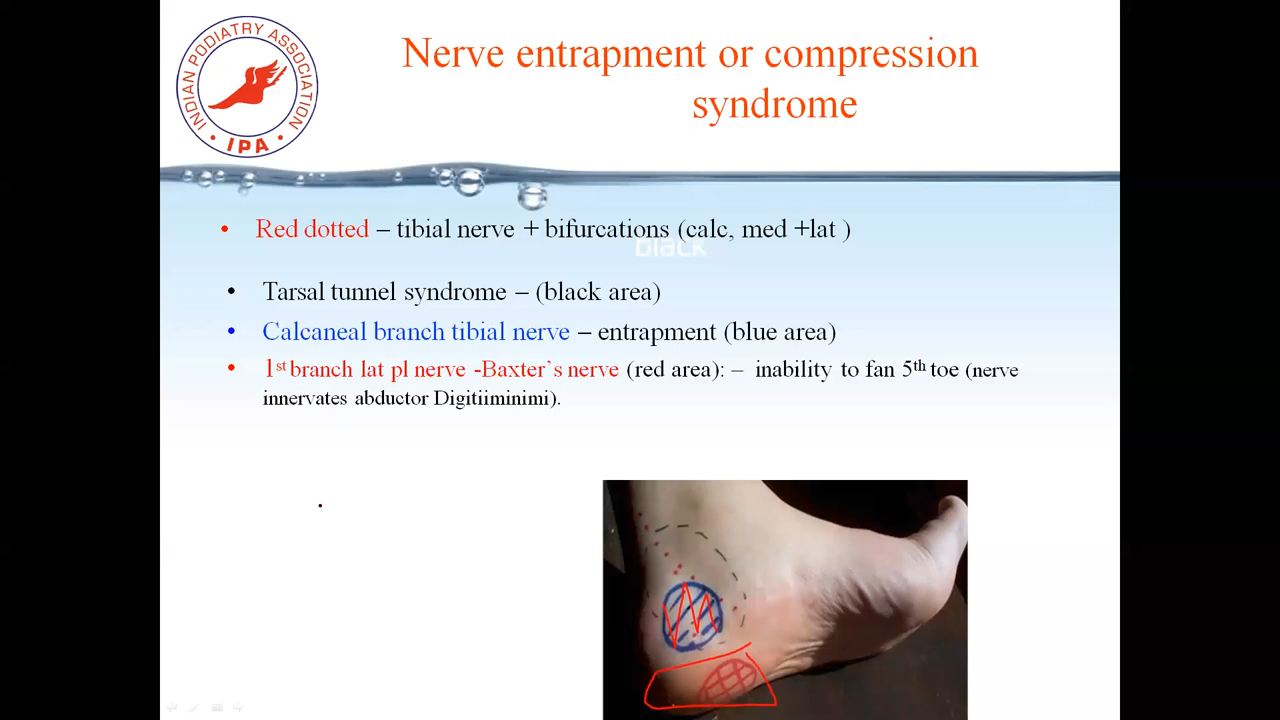 INDIAN PODIATRY ASSOCIATION
• IPA •
Nerve entrapment or compression
syndrome
• Red dotted – tibial nerve + bifurcations (calc, med +lat )
black
• Tarsal tunnel syndrome – (black area)
• Calcaneal branch tibial nerve – entrapment (blue area)
• 1st branch lat pl nerve -Baxter’s nerve (red area): – inability to fan 5th toe (nerve
innervates abductor Digitiiminimi).